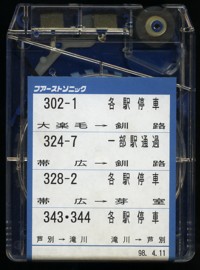 フアーストソニック
302-1 各駅停車
大楽毛→釧路
324-7 一部駅通過
帯広→釧路
328-2 各駅停車
帯広→芽室
343・344 各駅停車
芦別→滝川 滝川→芦別
98. 4.11